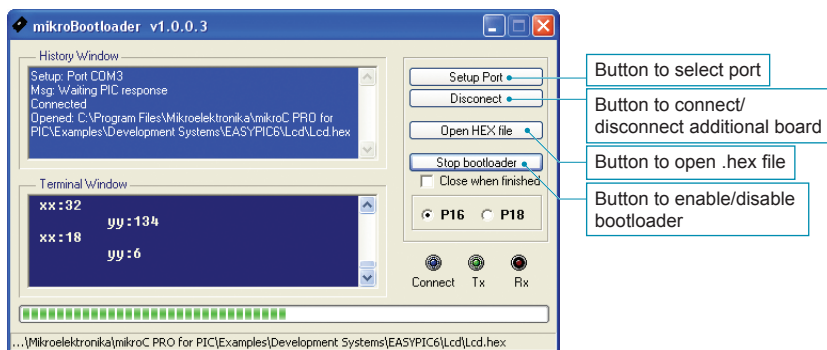 mikroBootloader v1.0.0.3
History Window
Setup: Port COM3
Msg: Waiting PIC response
Connected
Opened: C:\Program Files\Mikroelektronika\mikroC PRO for
PIC\Examples\Development Systems\EASYPIC6\Lcd\Lcd.hex
Terminal Window
xx:32
yy:134
xx:18
yy:6
Setup Port
Disconect
Open HEX file
Stop bootloader
Close when finished
P16 P18
Connect Tx Rx
...\Mikroelektronika\mikroC PRO for PIC\Examples\Development Systems\EASYPIC6\Lcd\Lcd.hex
Button to select port
Button to connect/
disconnect additional board
Button to open .hex file
Button to enable/disable
bootloader